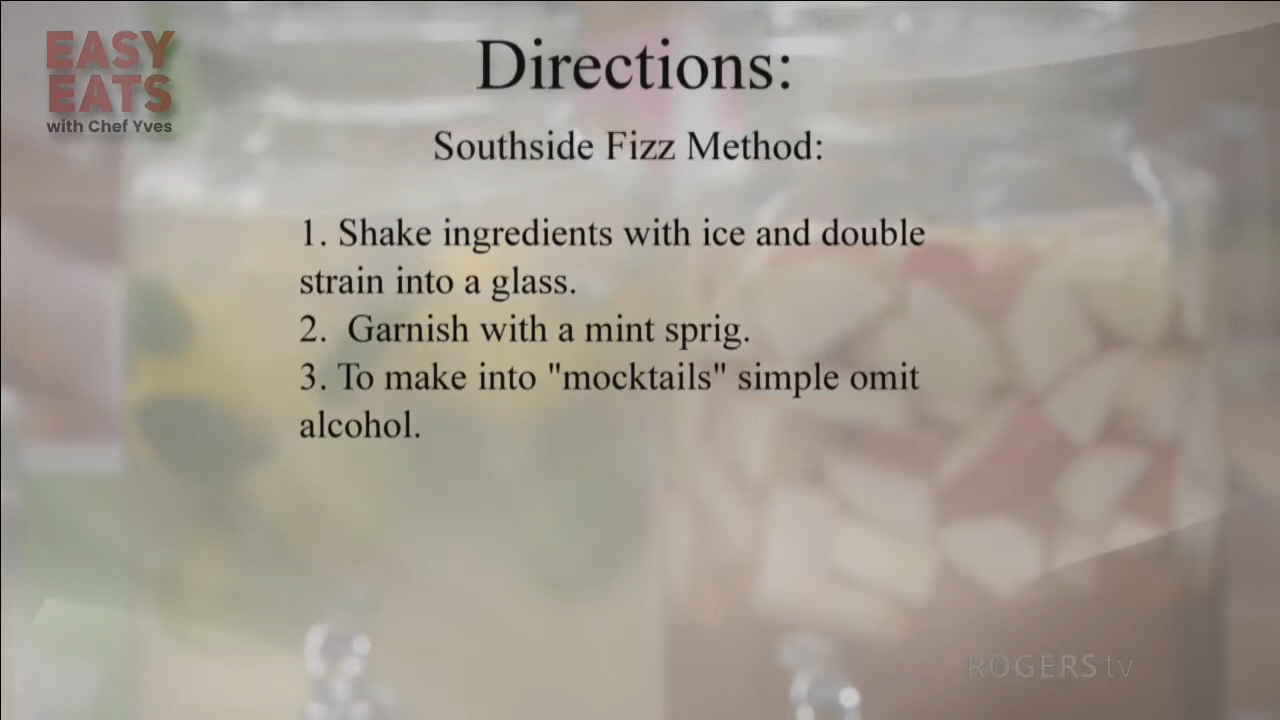 EASY
EATS
with Chef Yves
Directions:
Southside Fizz Method:
1. Shake ingredients with ice and double
strain into a glass.
2.  Garnish with a mint sprig.
3. To make into "mocktails" simple omit
alcohol.
ROGERS tv